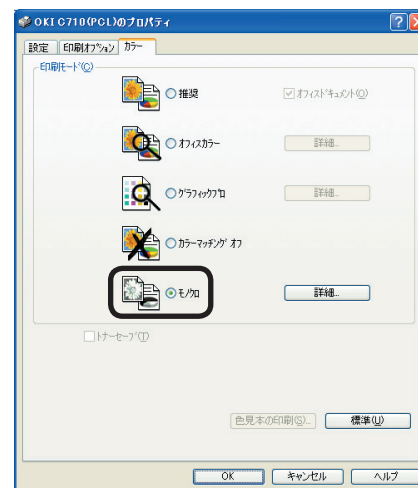 OKI C710(PCL)のプロパティ
設定 印刷オプション カラー
印刷モード(C)
推奨 オフィスドキュメント(O)
オフィスカラー 詳細...
グラフィックプロ 詳細...
カラーマッチング オフ
モノクロ 詳細...
トナーセーブ(T)
色見本の印刷(S)... 標準(U)
OK キャンセル ヘルプ